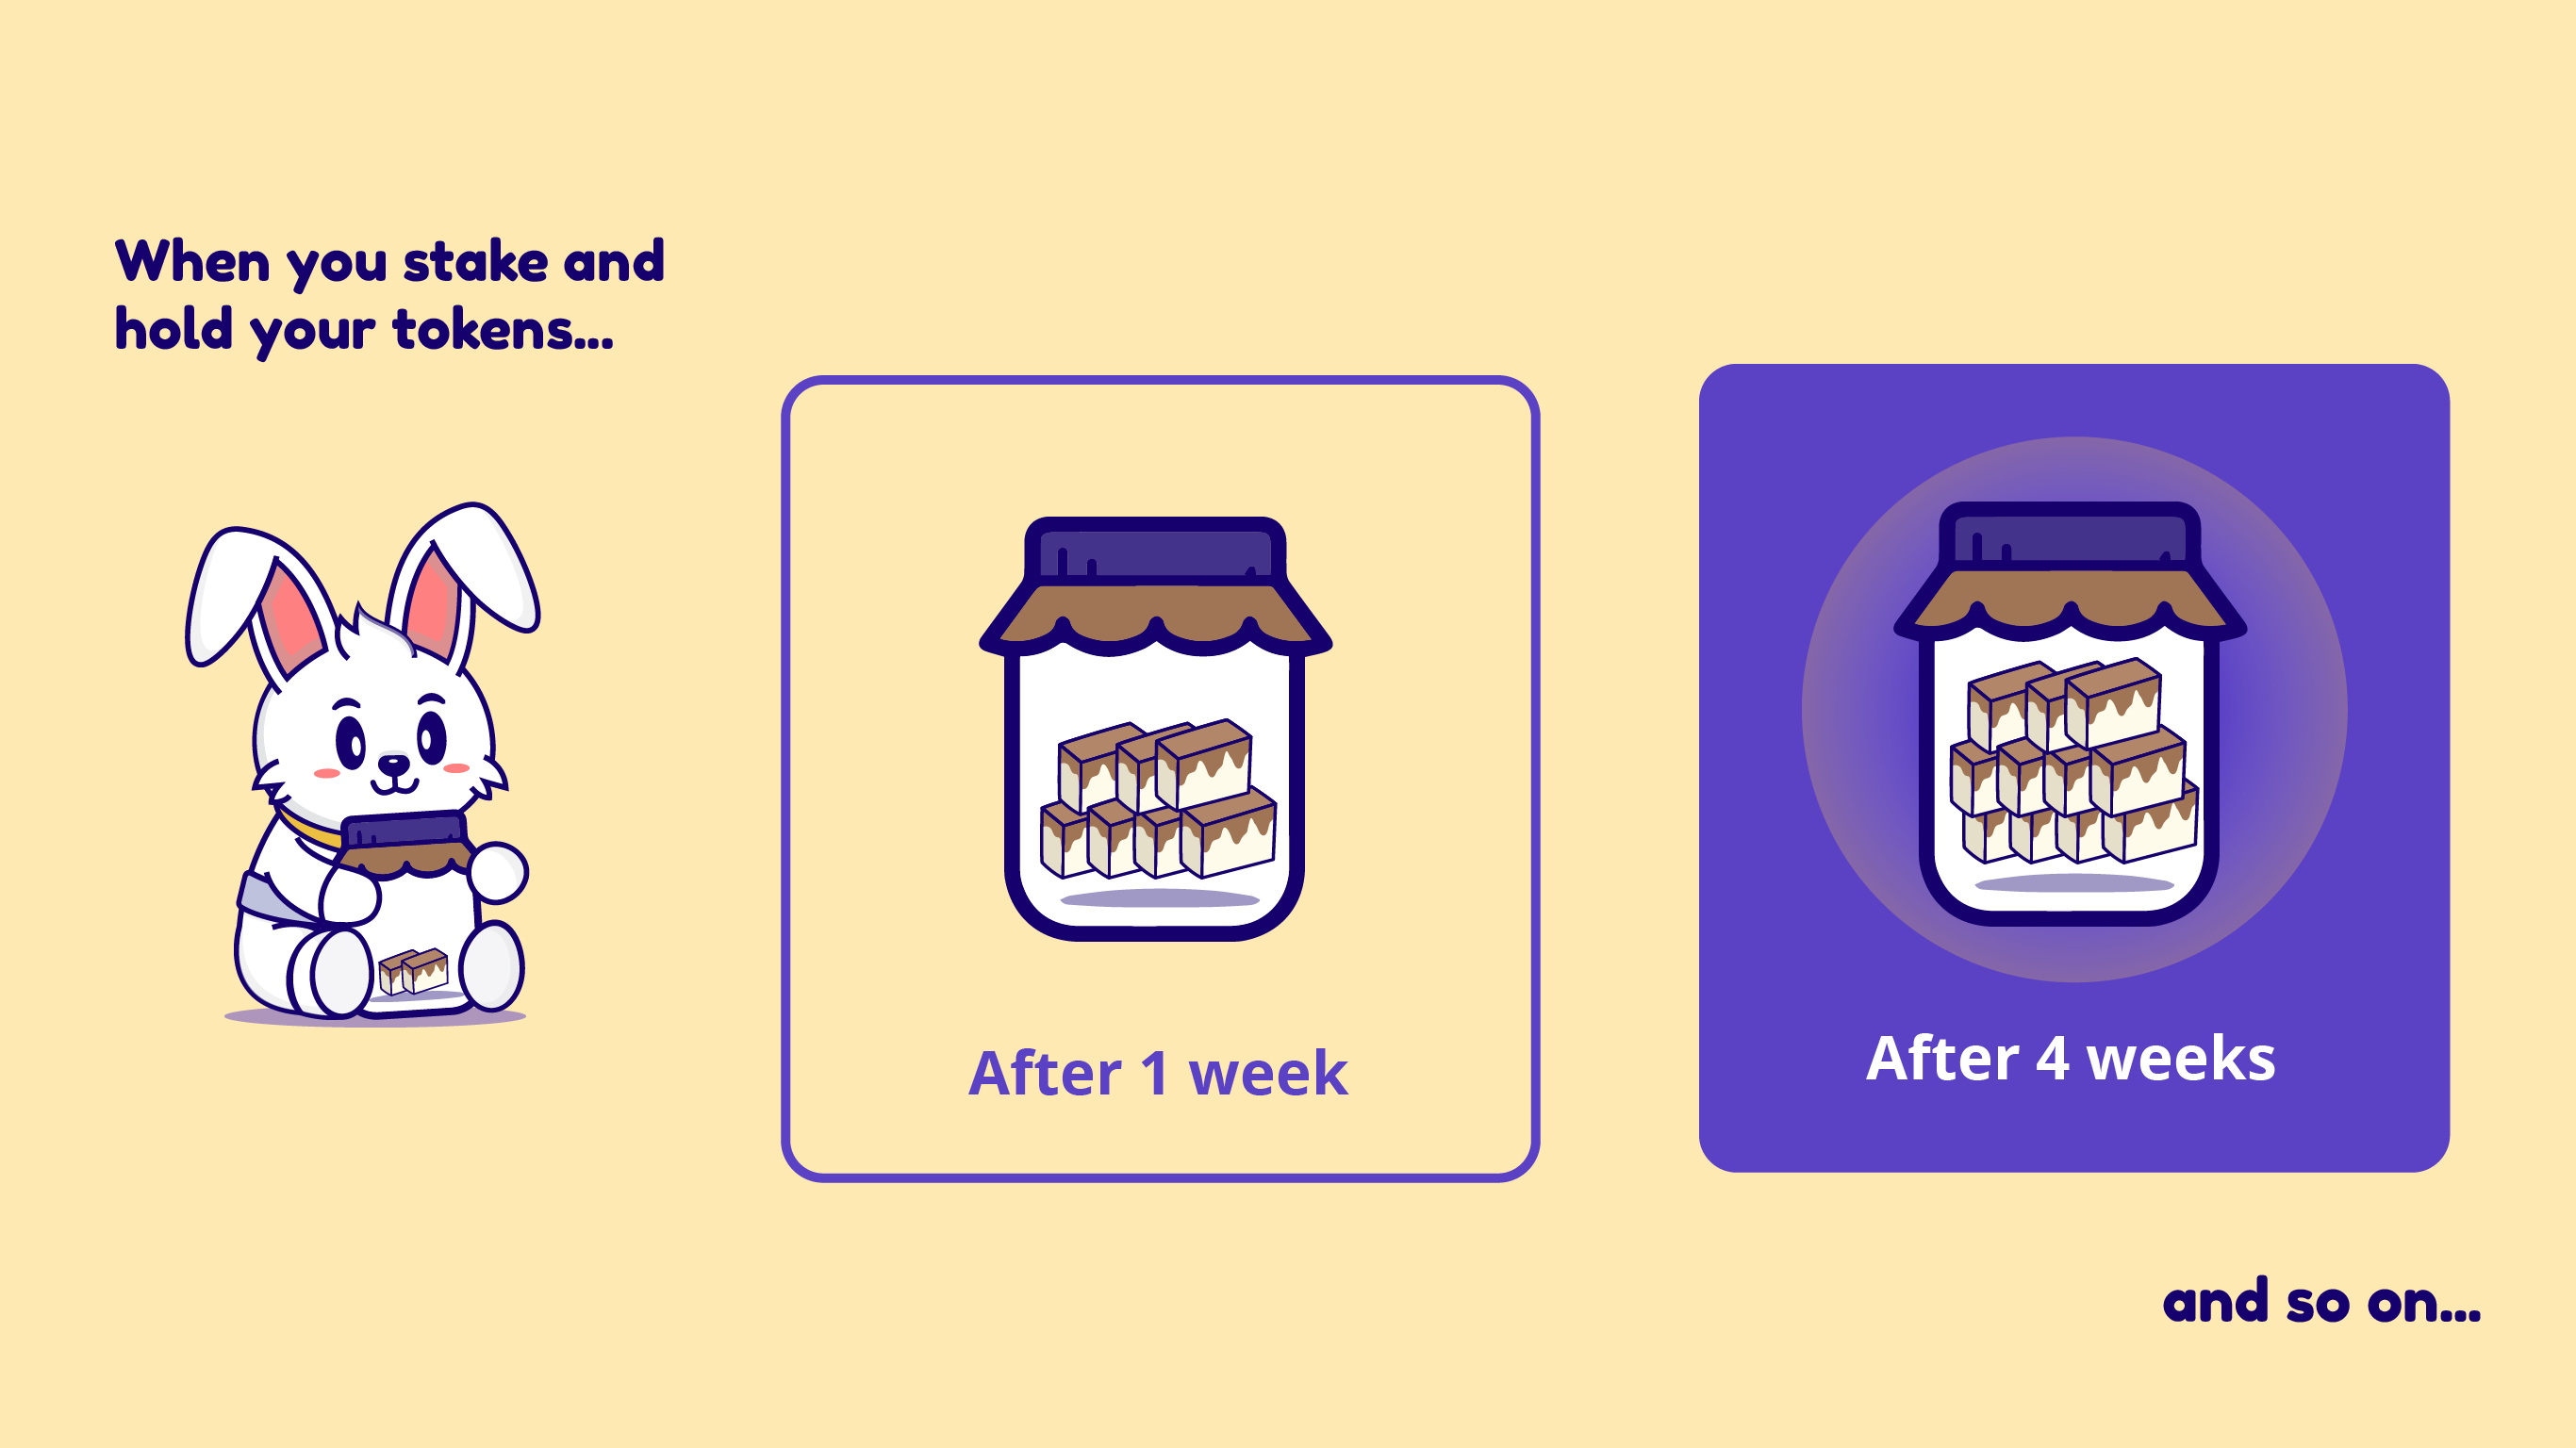 When you stake and
hold your tokens...
After 1 week
After 4 weeks
and so on...